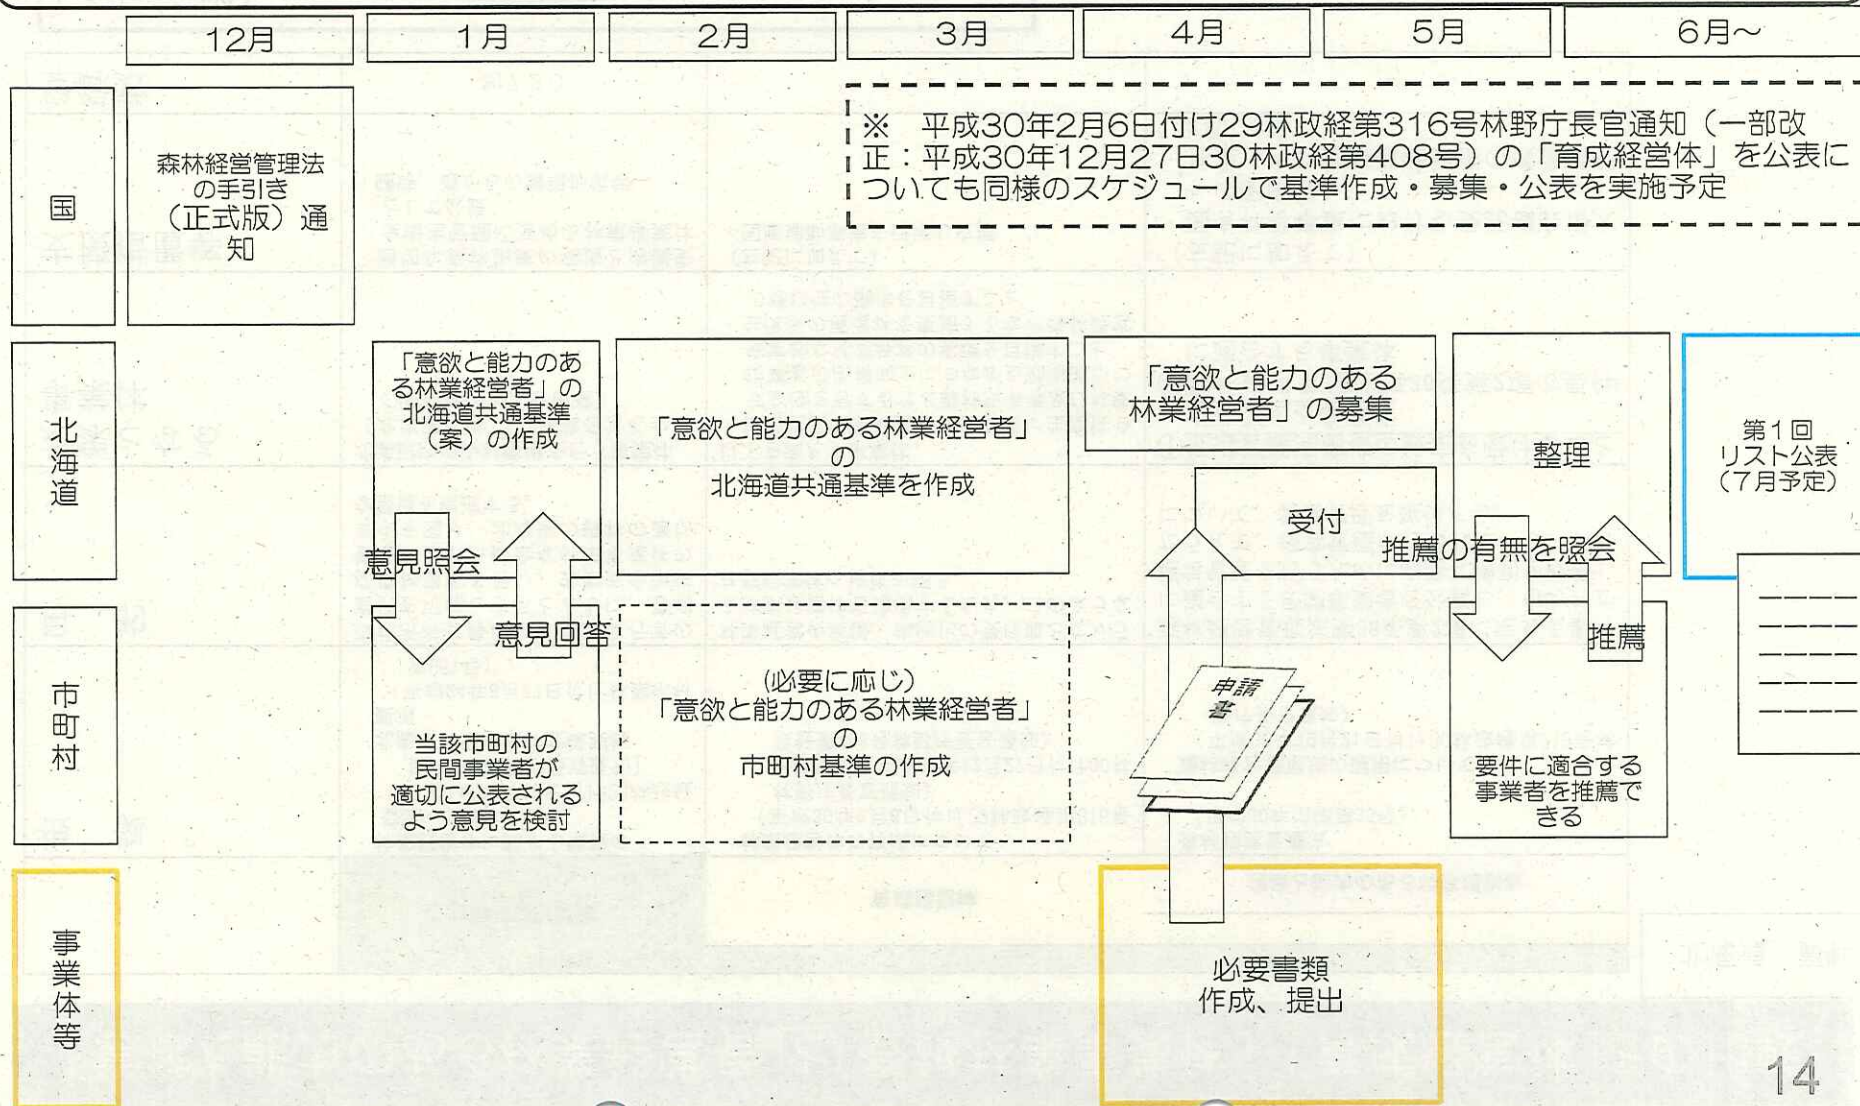 12月
1月
2月
3月
4月
5月
6月～
国
森林経営管理法
の手引き
（正式版）通
知
※　平成30年2月6日付け29林政経第316号林野庁長官通知（一部改
正：平成30年12月27日30林政経第408号）の「育成経営体」を公表に
ついても同様のスケジュールで基準作成・募集・公表を実施予定
北海道
「意欲と能力のあ
る林業経営者」の
北海道共通基準
（案）の作成
「意欲と能力のある林業経営者」
の
北海道共通基準を作成
「意欲と能力のある
林業経営者」の募集
整理
第1回
リスト公表
（7月予定）
受付
意見照会
推薦の有無を照会
意見回答
推薦
市町村
当該市町村の
民間事業者が
適切に公表される
よう意見を検討
（必要に応じ）
「意欲と能力のある林業経営者」
の
市町村基準の作成
申請
書
要件に適合する
事業者を推薦で
きる
事業体等
必要書類
作成、提出
14